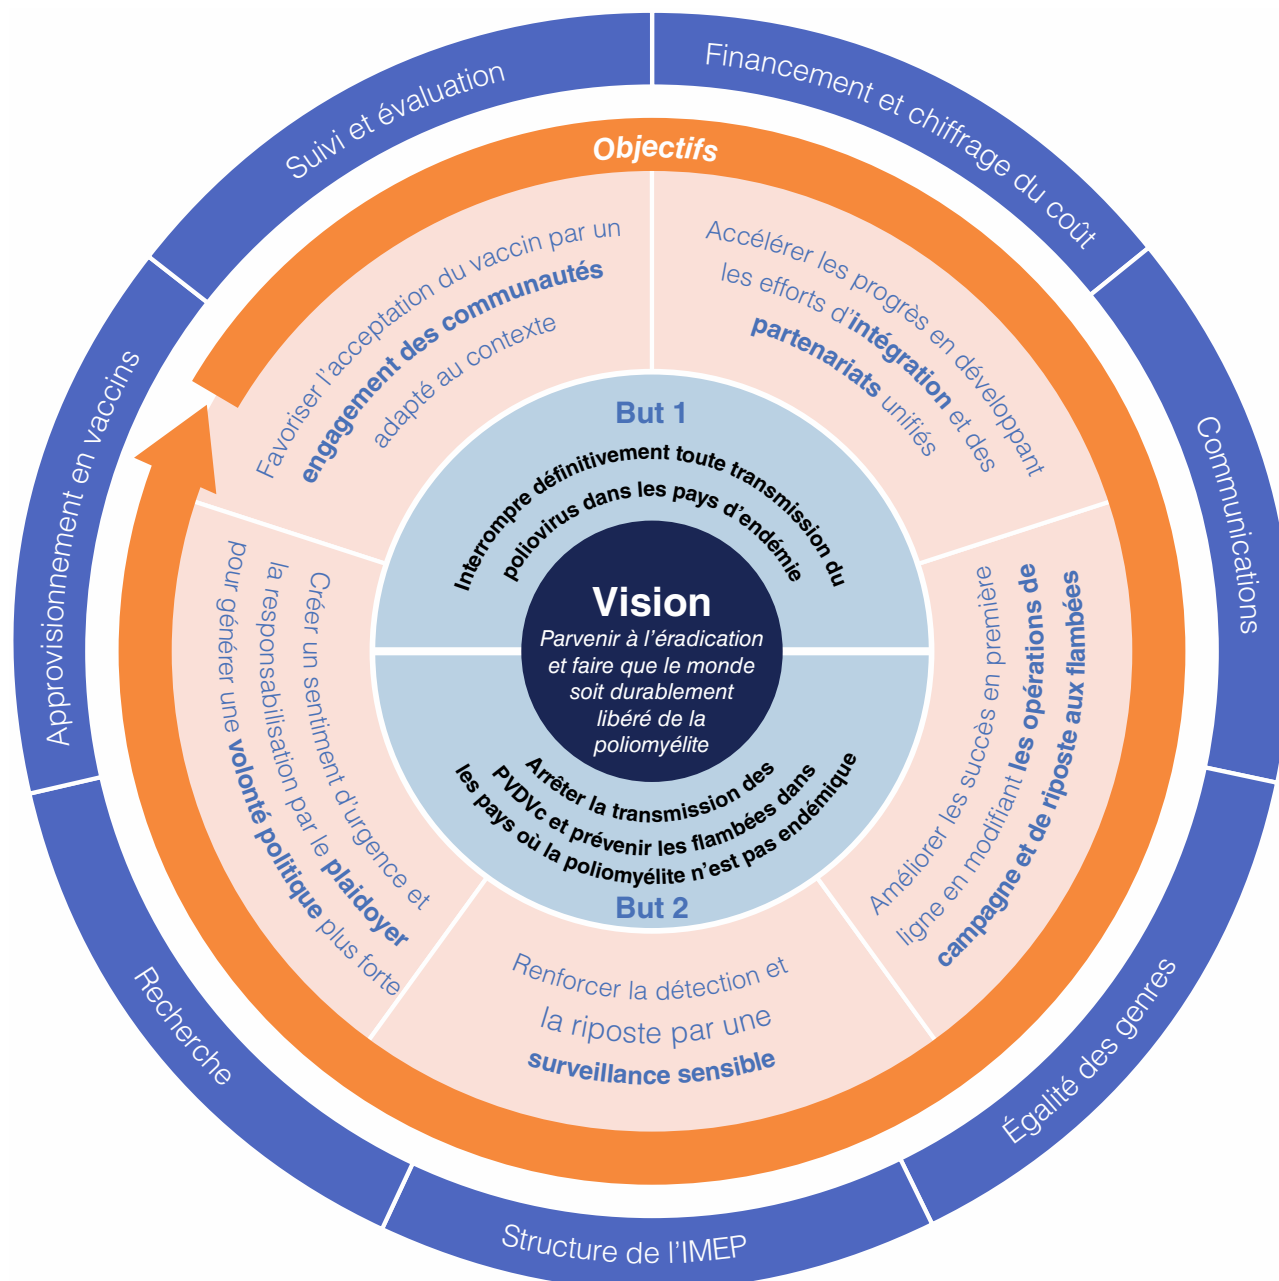 Suivi et évaluation
Financement et chiffrage du coût
Communications
Égalité des genres
Structure de l'IMEP
Recherche
Approvisionnement en vaccins
Objectifs
Favoriser l'acceptation du vaccin par un
engagement des communautés
adapté au contexte
Accélérer les progrès en développant
les efforts d'intégration et des
partenariats unifiés
Améliorer les succès en première
ligne en modifiant les opérations de
campagne et de riposte aux flambées
Renforcer la détection et
la riposte par une
surveillance sensible
Créer un sentiment d'urgence et
la responsabilisation par le plaidoyer
pour générer une volonté politique plus forte
But 1
Interrompre définitivement toute transmission du
poliovirus dans les pays d'endémie
Vision
Parvenir à l'éradication
et faire que le monde
soit durablement
libéré de la
poliomyélite
Arrêter la transmission des
PVDVc et prévenir les flambées dans
les pays où la poliomyélite n'est pas endémique
But 2